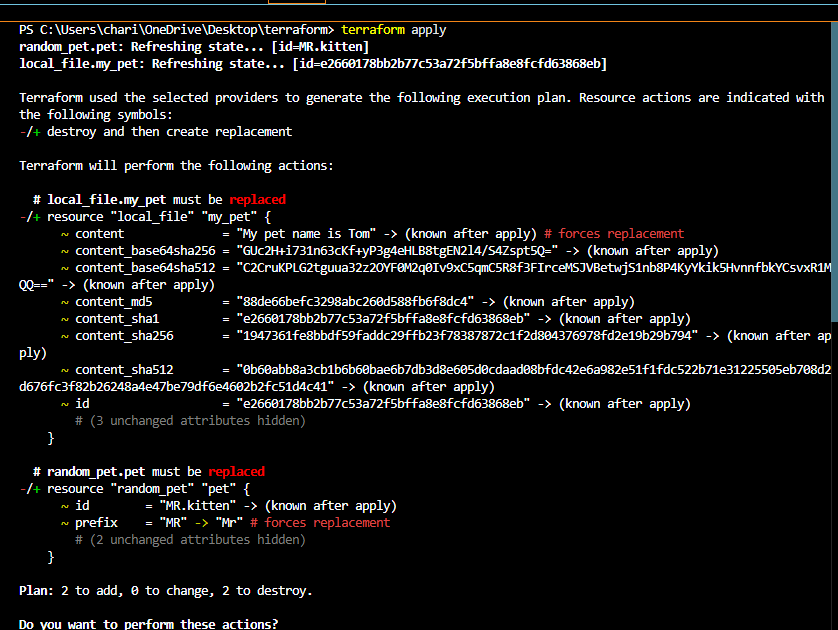 PS C:\Users\chari\OneDrive\Desktop\terraform> terraform apply
random_pet.pet: Refreshing state... [id=MR.kitten]
local_file.my_pet: Refreshing state... [id=e2660178bb2b77c53a72f5bffa8e8fcfd63868eb]
Terraform used the selected providers to generate the following execution plan. Resource actions are indicated with
the following symbols:
-/+ destroy and then create replacement
Terraform will perform the following actions:
# local_file.my_pet must be replaced
-/+ resource "local_file" "my_pet" {
~ content = "My pet name is Tom" -> (known after apply) # forces replacement
~ content_base64sha256 = "GUc2H+i731n63cKf+yP3g4eHLB8tgEN2l4/S4Zspt5Q=" -> (known after apply)
~ content_base64sha512 = "C2CruKPLG2tguua32z2OYF0M2q0Iv9xC5qmC5R8f3FIrceMSJVBetwjS1nb8P4KyYkik5HvnnfbkYCsvxR1M
QQ==" -> (known after apply)
~ content_md5 = "88de66befc3298abc260d588fb6f8dc4" -> (known after apply)
~ content_sha1 = "e2660178bb2b77c53a72f5bffa8e8fcfd63868eb" -> (known after apply)
~ content_sha256 = "1947361fe8bbdf59faddc29ffb23f78387872c1f2d804376978fd2e19b29b794" -> (known after ap
ply)
~ content_sha512 = "0b60abb8a3cb1b6b60bae6b7db3d8e605d0cdaad08bfdc42e6a982e51f1fdc522b71e31225505eb708d2
d676fc3f82b26248a4e47be79df6e4602b2fc51d4c41" -> (known after apply)
~ id = "e2660178bb2b77c53a72f5bffa8e8fcfd63868eb" -> (known after apply)
# (3 unchanged attributes hidden)
}
# random_pet.pet must be replaced
-/+ resource "random_pet" "pet" {
~ id = "MR.kitten" -> (known after apply)
~ prefix = "MR" -> "Mr" # forces replacement
# (2 unchanged attributes hidden)
}
Plan: 2 to add, 0 to change, 2 to destroy.
Do you want to perform these actions?